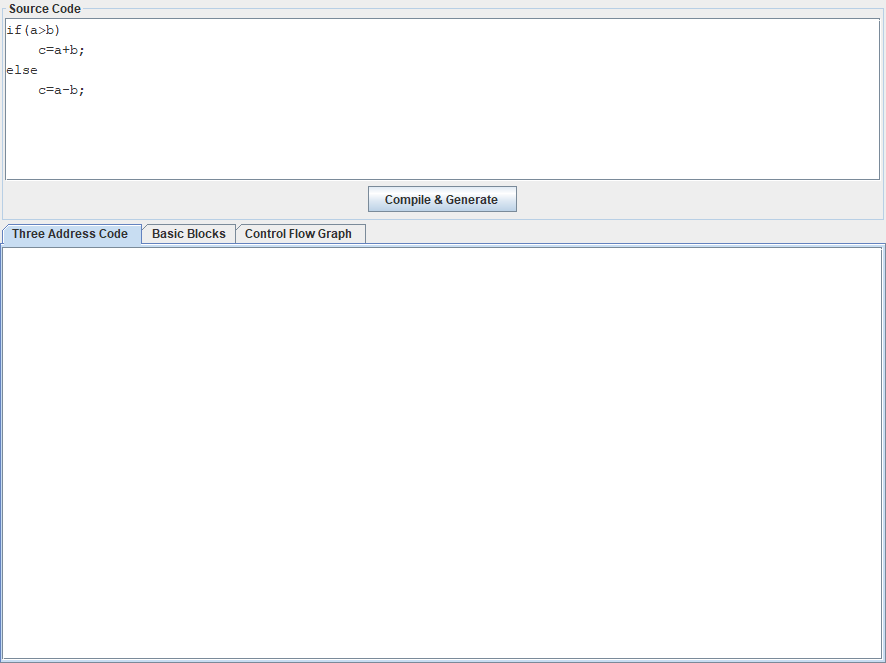 Source Code
if(a>b)
    c=a+b;
else
    c=a-b;
Compile & Generate
Three Address Code
Basic Blocks
Control Flow Graph